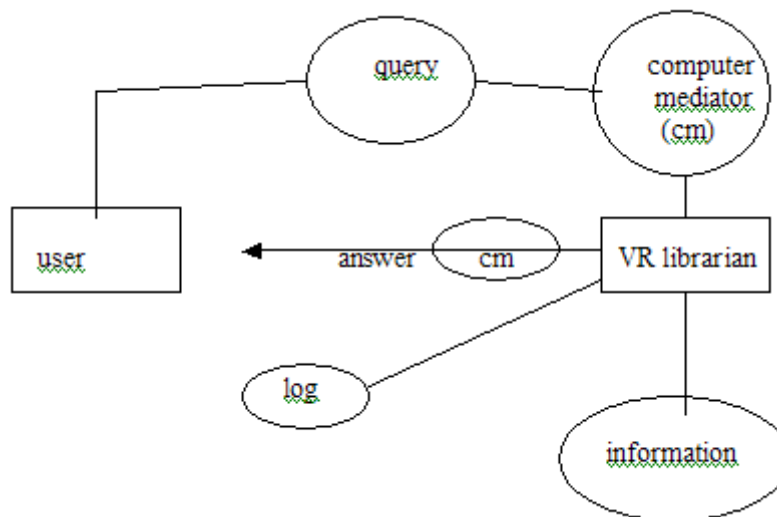 query
computer
mediator
(cm)
user
answer
cm
VR librarian
log
information